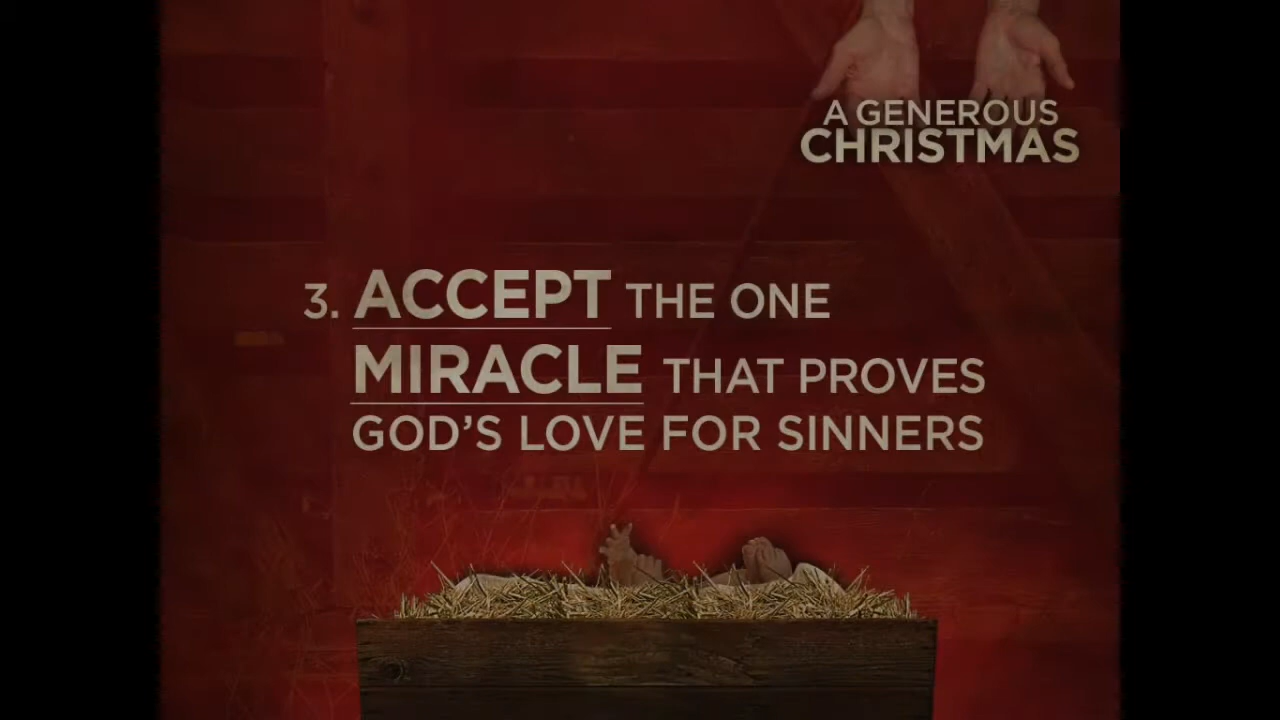 A GENEROUS
CHRISTMAS
3. ACCEPT THE ONE
MIRACLE THAT PROVES
GOD'S LOVE FOR SINNERS